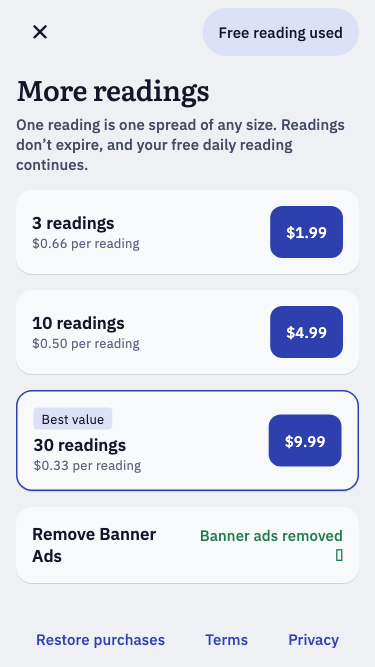 Free reading used
More readings
One reading is one spread of any size. Readings
don’t expire, and your free daily reading
continues.
3 readings
$0.66 per reading
$1.99
10 readings
$0.50 per reading
$4.99
Best value
30 readings
$0.33 per reading
$9.99
Remove Banner
Ads
Banner ads removed
Restore purchases
Terms
Privacy